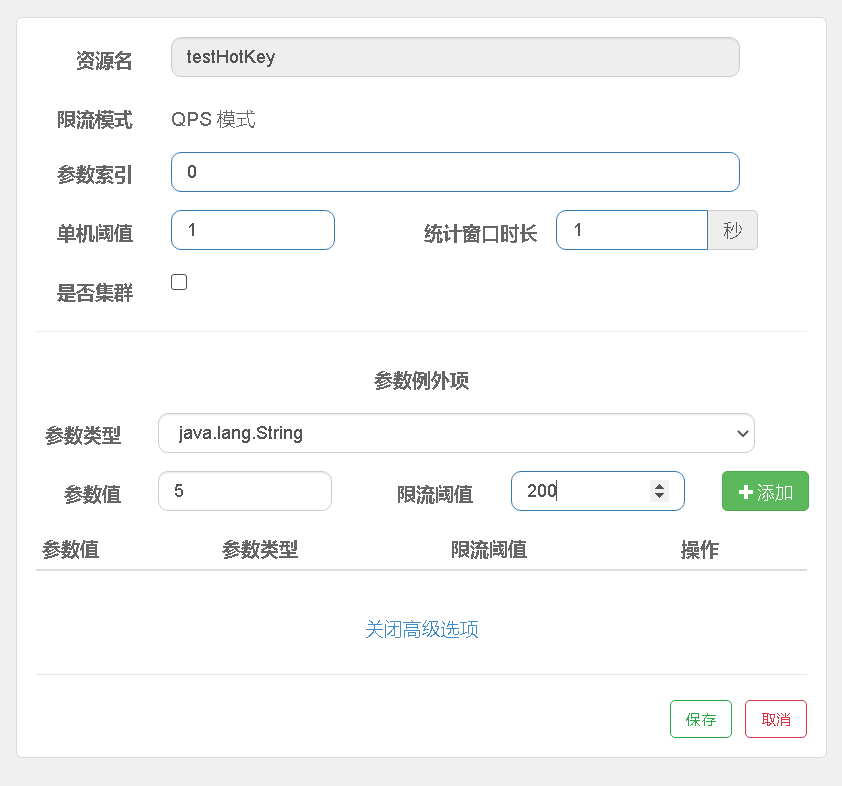 资源名 testHotKey
限流模式 QPS 模式
参数索引 0
单机阈值 1 统计窗口时长 1 秒
是否集群
参数例外项
参数类型 java.lang.String
参数值 5 限流阈值 200 添加
参数值 参数类型 限流阈值 操作
关闭高级选项
保存 取消